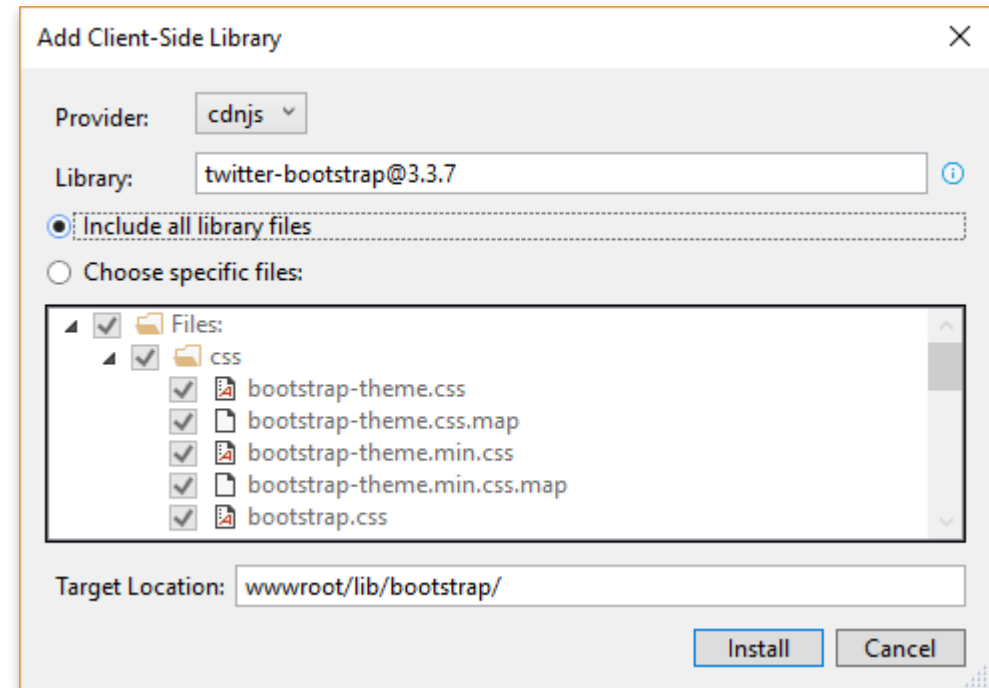 Add Client-Side Library
Provider: cdnjs
Library: twitter-bootstrap@3.3.7
Include all library files
Choose specific files:
Files:
css
bootstrap-theme.css
bootstrap-theme.css.map
bootstrap-theme.min.css
bootstrap-theme.min.css.map
bootstrap.css
Target Location: wwwroot/lib/bootstrap/
Install Cancel